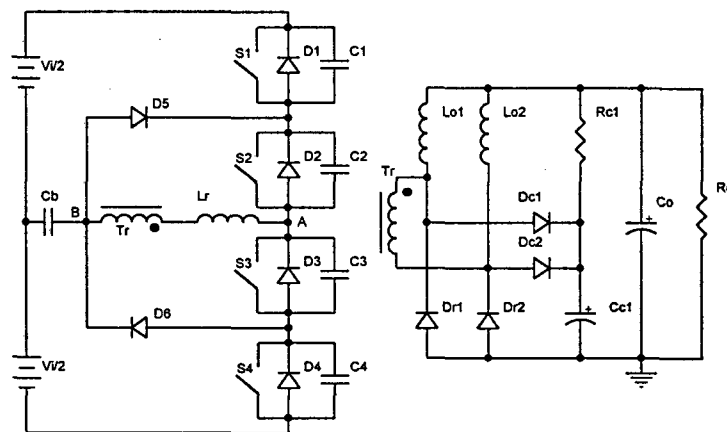 Vi/2
S1
D1
C1
D5
S2
D2
C2
Cb
B
Tr
Lr
A
S3
D3
C3
D6
Vi/2
S4
D4
C4
Lo1
Lo2
Rc1
Tr
Dc1
Dc2
Co
Dr1
Dr2
Cc1